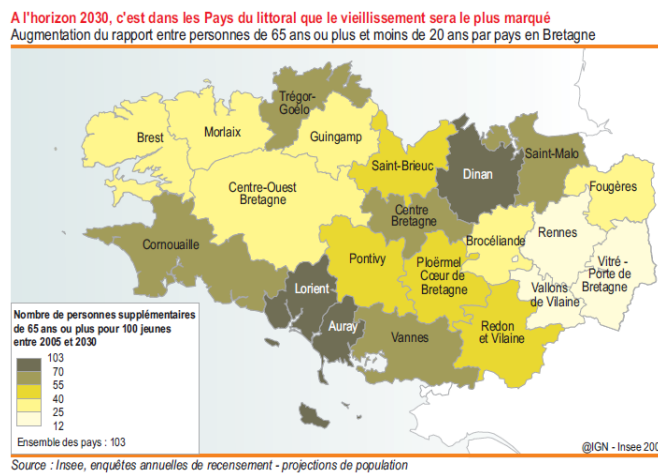 A l'horizon 2030, c'est dans les Pays du littoral que le vieillissement sera le plus marqué
Augmentation du rapport entre personnes de 65 ans ou plus et moins de 20 ans par pays en Bretagne
Trégor-
Goélo
Brest
Morlaix
Guingamp
Saint-Brieuc
Dinan
Saint-Malo
Fougères
Centre-Ouest
Bretagne
Centre
Bretagne
Cornouaille
Brocéliande
Rennes
Pontivy
Ploërmel
Cœur de
Bretagne
Vitré -
Porte de
Bretagne
Vallons
de Vilaine
Lorient
Auray
Vannes
Redon
et Vilaine
Nombre de personnes supplémentaires
de 65 ans ou plus pour 100 jeunes
entre 2005 et 2030
103
70
55
40
25
12
Ensemble des pays : 103
@IGN - Insee 200
Source : Insee, enquêtes annuelles de recensement - projections de population